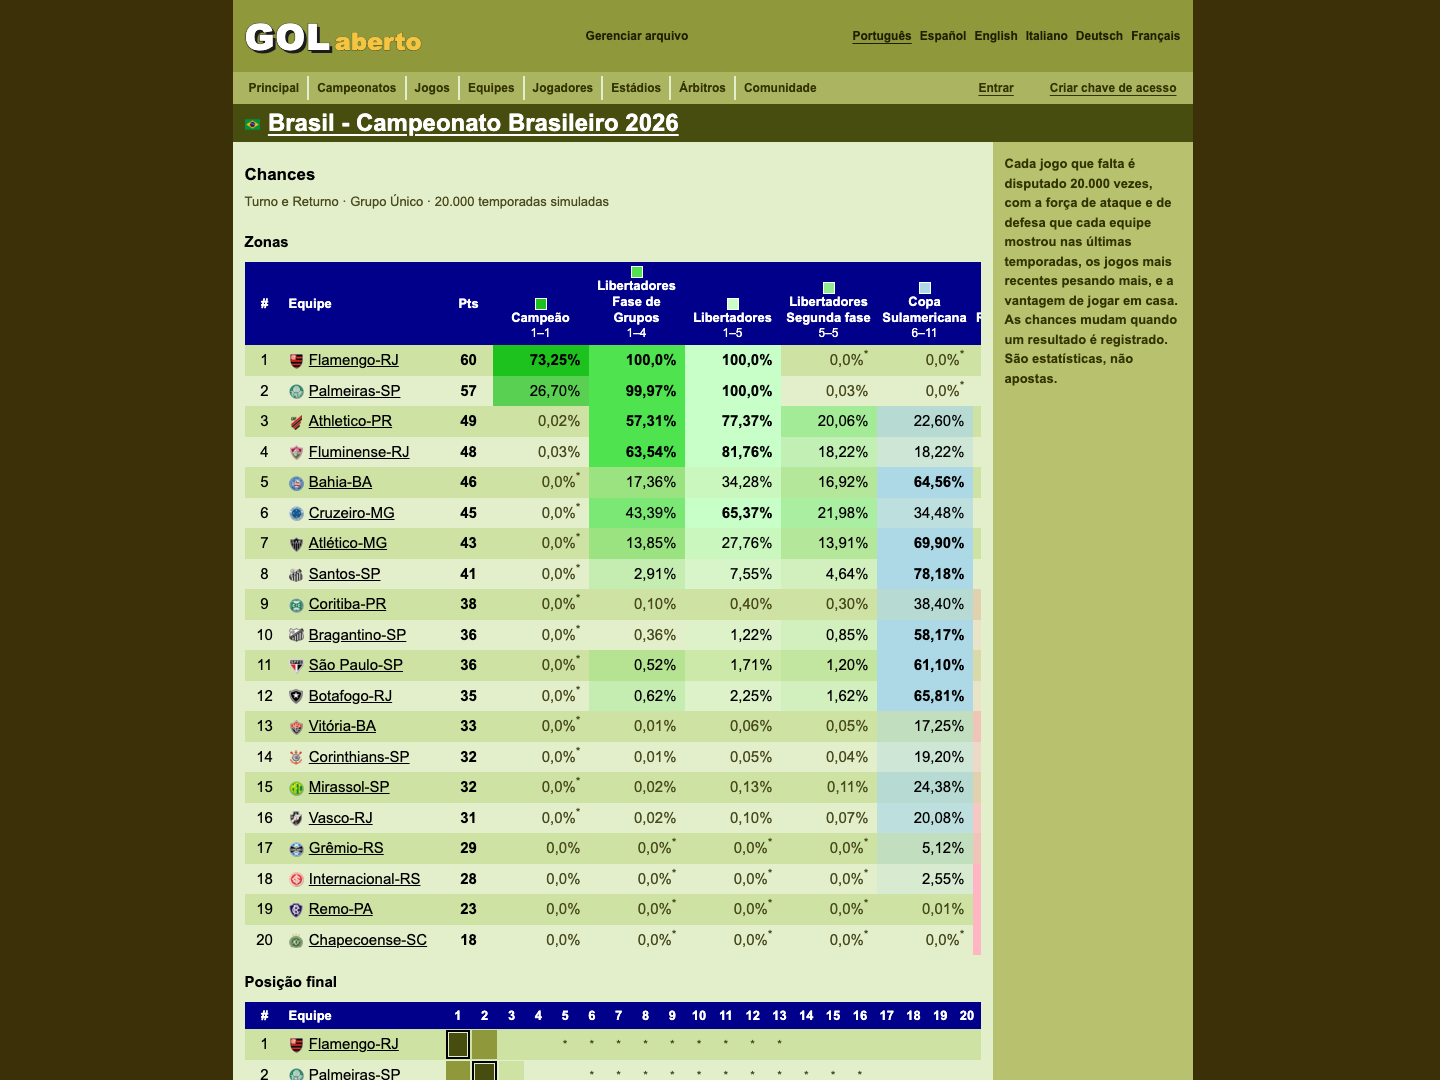 GOL aberto
Gerenciar arquivo
Português Español English Italiano Deutsch Français
Principal Campeonatos Jogos Equipes Jogadores Estádios Árbitros Comunidade Entrar Criar chave de acesso
Brasil - Campeonato Brasileiro 2026
Chances
Turno e Returno · Grupo Único · 20.000 temporadas simuladas
Zonas
# Equipe Pts Campeão 1–1 Libertadores Fase de Grupos 1–4 Libertadores 1–5 Libertadores Segunda fase 5–5 Copa Sulamericana 6–11
1 Flamengo-RJ 60 73,25% 100,0% 100,0% 0,0%* 0,0%*
2 Palmeiras-SP 57 26,70% 99,97% 100,0% 0,03% 0,0%*
3 Athletico-PR 49 0,02% 57,31% 77,37% 20,06% 22,60%
4 Fluminense-RJ 48 0,03% 63,54% 81,76% 18,22% 18,22%
5 Bahia-BA 46 0,0%* 17,36% 34,28% 16,92% 64,56%
6 Cruzeiro-MG 45 0,0%* 43,39% 65,37% 21,98% 34,48%
7 Atlético-MG 43 0,0%* 13,85% 27,76% 13,91% 69,90%
8 Santos-SP 41 0,0%* 2,91% 7,55% 4,64% 78,18%
9 Coritiba-PR 38 0,0%* 0,10% 0,40% 0,30% 38,40%
10 Bragantino-SP 36 0,0%* 0,36% 1,22% 0,85% 58,17%
11 São Paulo-SP 36 0,0%* 0,52% 1,71% 1,20% 61,10%
12 Botafogo-RJ 35 0,0%* 0,62% 2,25% 1,62% 65,81%
13 Vitória-BA 33 0,0%* 0,01% 0,06% 0,05% 17,25%
14 Corinthians-SP 32 0,0%* 0,01% 0,05% 0,04% 19,20%
15 Mirassol-SP 32 0,0%* 0,02% 0,13% 0,11% 24,38%
16 Vasco-RJ 31 0,0%* 0,02% 0,10% 0,07% 20,08%
17 Grêmio-RS 29 0,0% 0,0%* 0,0%* 0,0%* 5,12%
18 Internacional-RS 28 0,0% 0,0%* 0,0%* 0,0%* 2,55%
19 Remo-PA 23 0,0% 0,0%* 0,0%* 0,0%* 0,01%
20 Chapecoense-SC 18 0,0% 0,0%* 0,0%* 0,0%* 0,0%*
Posição final
# Equipe 1 2 3 4 5 6 7 8 9 10 11 12 13 14 15 16 17 18 19 20
1 Flamengo-RJ * * * * * * * * *
2 Palmeiras-SP * * * * * * * * * * *
Cada jogo que falta é
disputado 20.000 vezes,
com a força de ataque e de
defesa que cada equipe
mostrou nas últimas
temporadas, os jogos mais
recentes pesando mais, e a
vantagem de jogar em casa.
As chances mudam quando
um resultado é registrado.
São estatísticas, não
apostas.